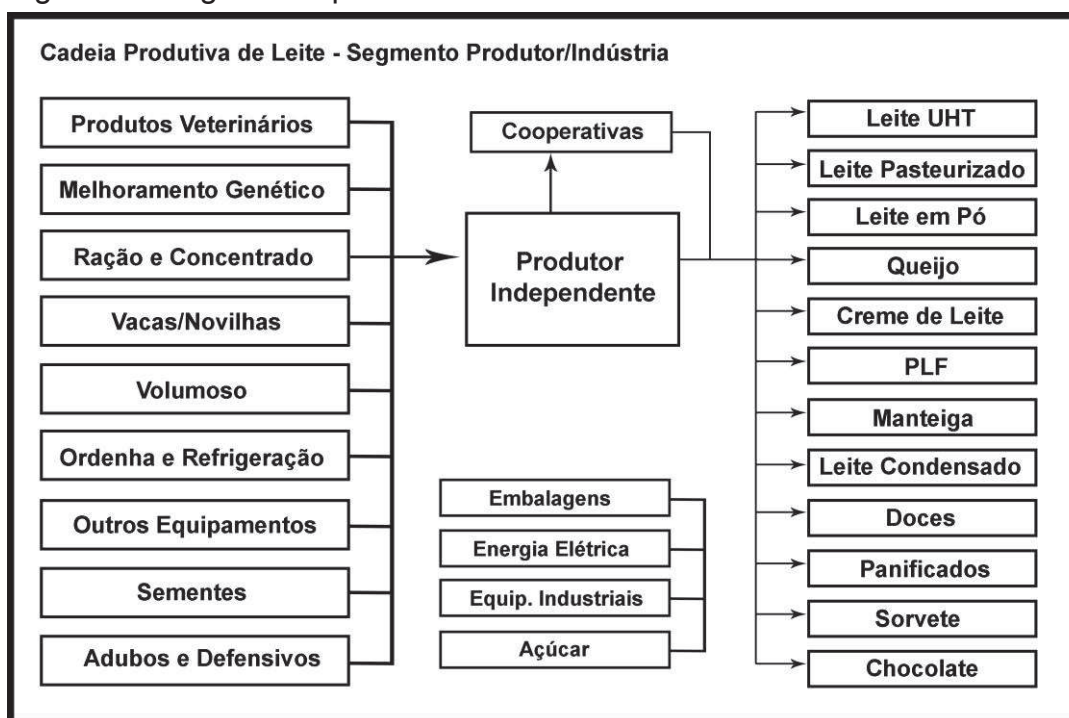 Cadeia Produtiva de Leite - Segmento Produtor/Indústria
Produtos Veterinários
Melhoramento Genético
Ração e Concentrado
Vacas/Novilhas
Volumoso
Ordenha e Refrigeração
Outros Equipamentos
Sementes
Adubos e Defensivos
Cooperativas
Produtor
Independente
Embalagens
Energia Elétrica
Equip. Industriais
Açúcar
Leite UHT
Leite Pasteurizado
Leite em Pó
Queijo
Creme de Leite
PLF
Manteiga
Leite Condensado
Doces
Panificados
Sorvete
Chocolate